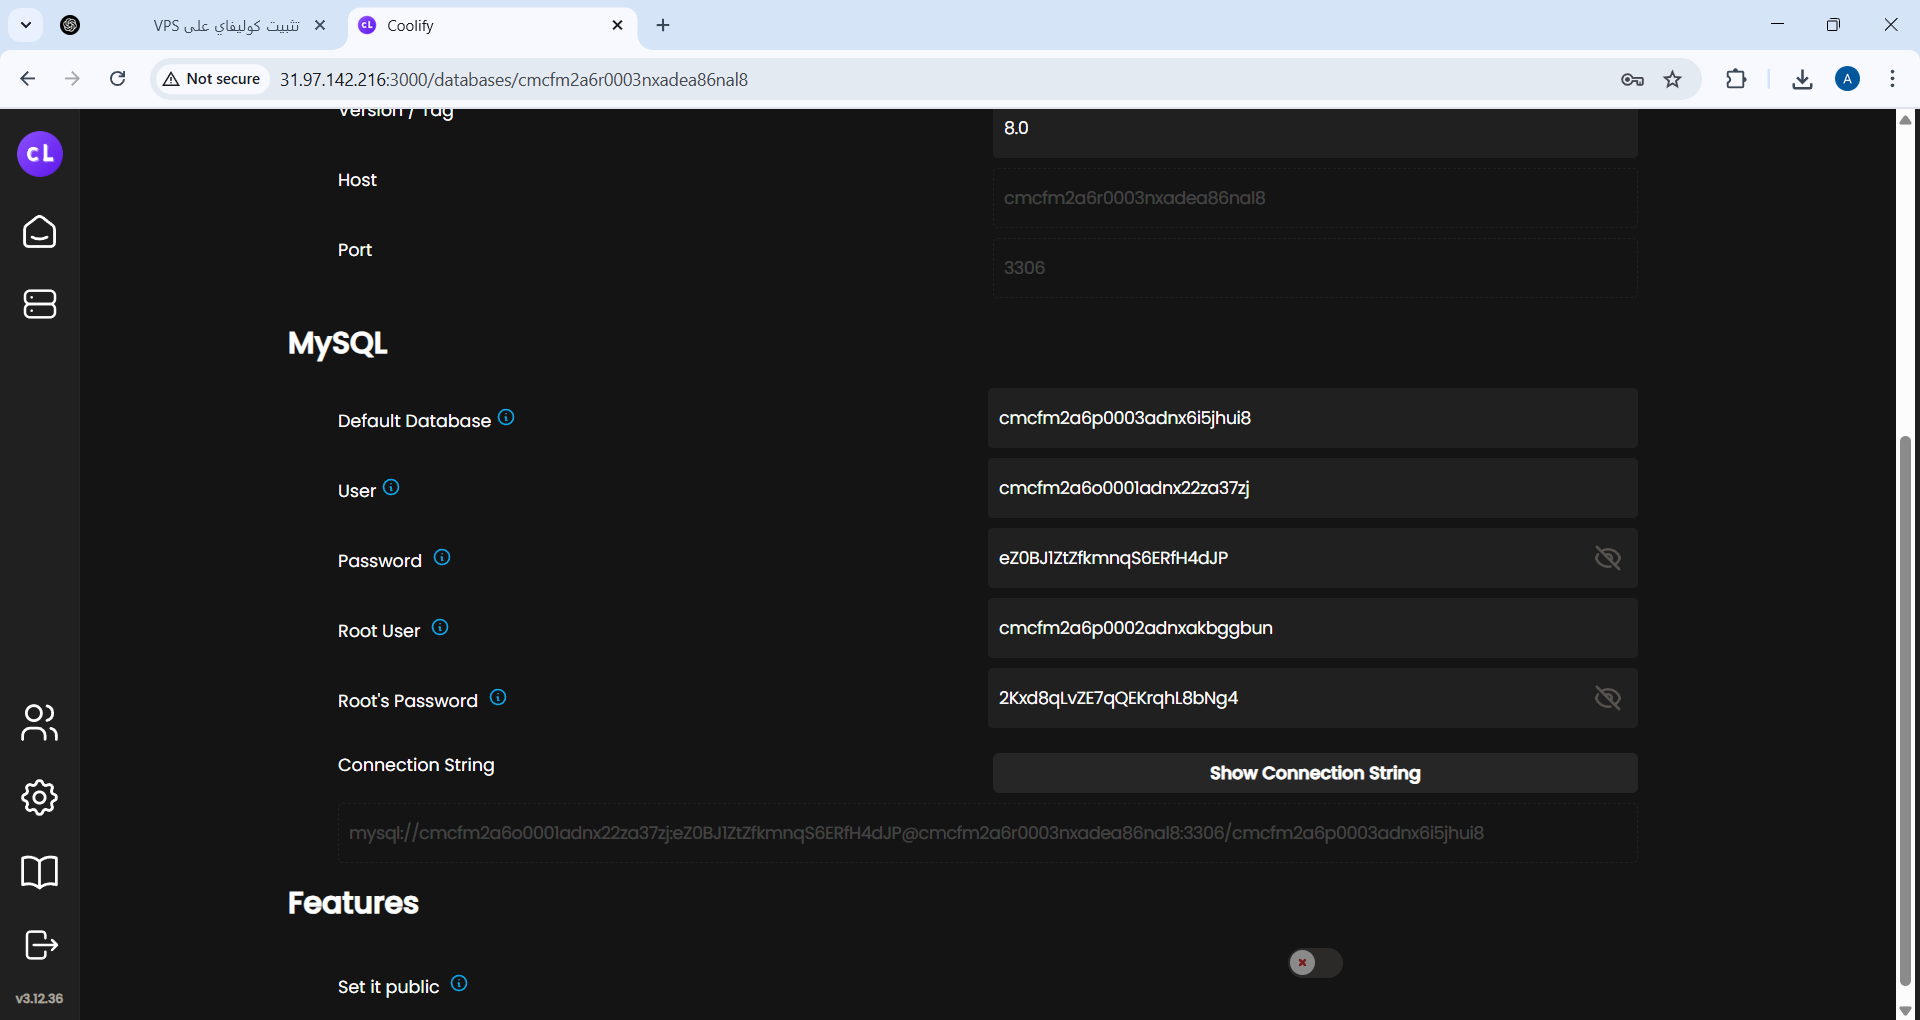 تثبيت كوليفاي على VPS
Coolify
Not secure
31.97.142.216:3000/databases/cmcfm2a6r0003nxadea86nal8
A
cL
Version / Tag
8.0
Host
cmcfm2a6r0003nxadea86nal8
Port
3306
MySQL
Default Database
cmcfm2a6p0003adnx6i5jhui8
User
cmcfm2a6o0001adnx22za37zj
Password
eZ0BJ1ZtZfkmnqS6ERfH4dJP
Root User
cmcfm2a6p0002adnxakbggbun
Root's Password
2Kxd8qLvZE7qQEKrqhL8bNg4
Connection String
Show Connection String
mysql://cmcfm2a6o0001adnx22za37zj:eZ0BJ1ZtZfkmnqS6ERfH4dJP@cmcfm2a6r0003nxadea86nal8:3306/cmcfm2a6p0003adnx6i5jhui8
Features
Set it public
v3.12.36